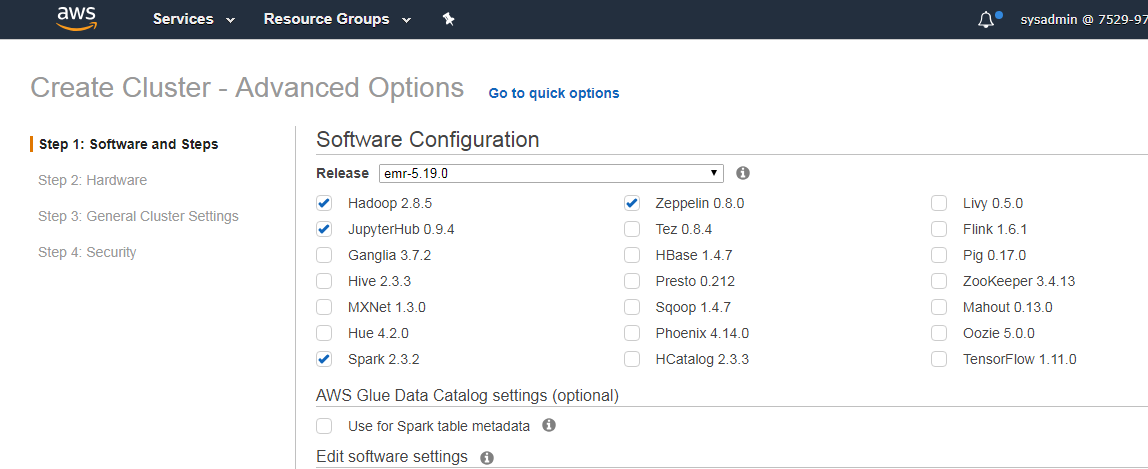 aws Services Resource Groups sysadmin @ 7529-97
Create Cluster - Advanced Options Go to quick options
Step 1: Software and Steps
Step 2: Hardware
Step 3: General Cluster Settings
Step 4: Security
Software Configuration
Release emr-5.19.0
Hadoop 2.8.5 Zeppelin 0.8.0 Livy 0.5.0
JupyterHub 0.9.4 Tez 0.8.4 Flink 1.6.1
Ganglia 3.7.2 HBase 1.4.7 Pig 0.17.0
Hive 2.3.3 Presto 0.212 ZooKeeper 3.4.13
MXNet 1.3.0 Sqoop 1.4.7 Mahout 0.13.0
Hue 4.2.0 Phoenix 4.14.0 Oozie 5.0.0
Spark 2.3.2 HCatalog 2.3.3 TensorFlow 1.11.0
AWS Glue Data Catalog settings (optional)
Use for Spark table metadata
Edit software settings